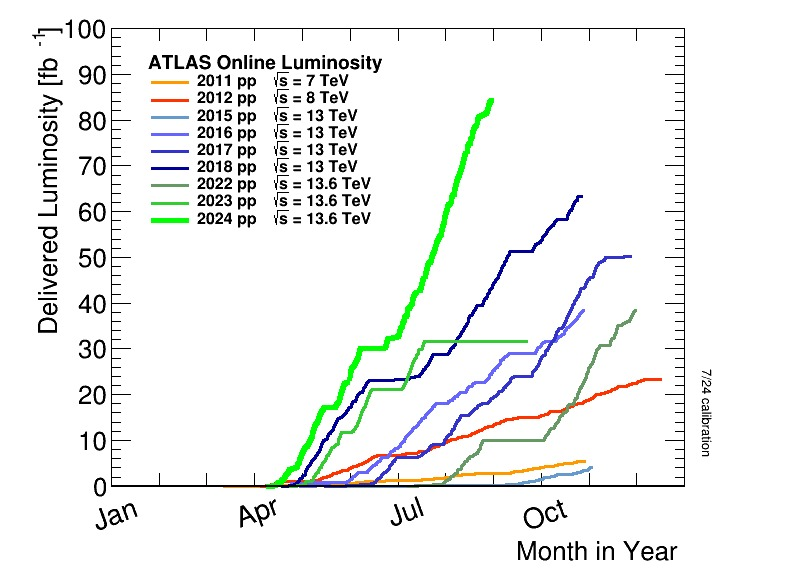 Delivered Luminosity [fb⁻¹]
100
90
80
70
60
50
40
30
20
10
0
ATLAS Online Luminosity
2011 pp √s = 7 TeV
2012 pp √s = 8 TeV
2015 pp √s = 13 TeV
2016 pp √s = 13 TeV
2017 pp √s = 13 TeV
2018 pp √s = 13 TeV
2022 pp √s = 13.6 TeV
2023 pp √s = 13.6 TeV
2024 pp √s = 13.6 TeV
7/24 calibration
Jan Apr Jul Oct
Month in Year